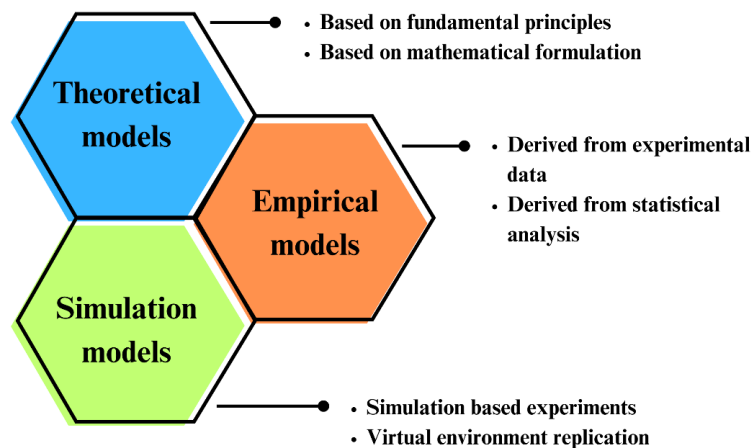 • Based on fundamental principles
• Based on mathematical formulation
Theoretical
models
• Derived from experimental
data
• Derived from statistical
analysis
Empirical
models
Simulation
models
• Simulation based experiments
• Virtual environment replication